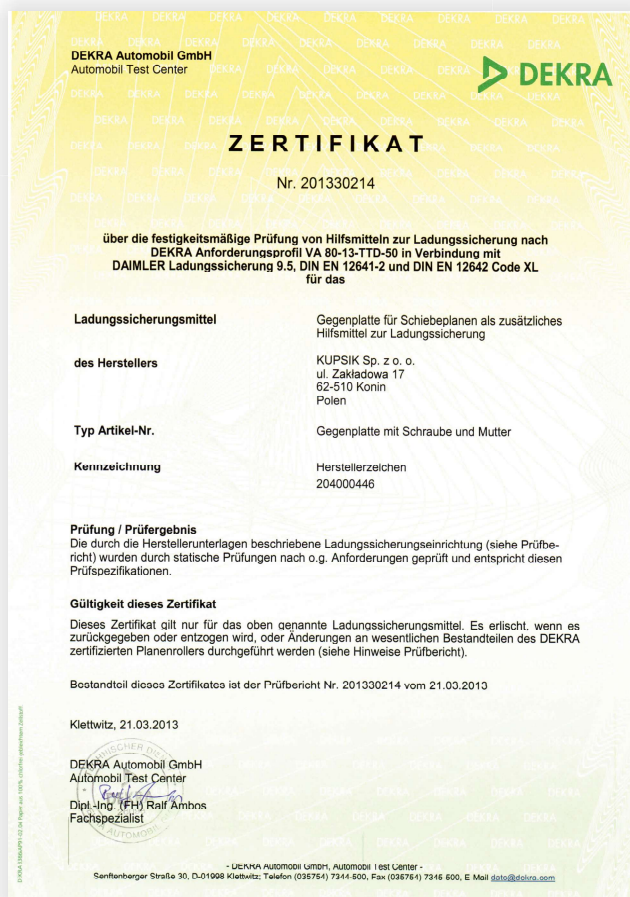 DEKRA Automobil GmbH
Automobil Test Center
DEKRA
ZERTIFIKAT
Nr. 201330214
über die festigkeitsmäßige Prüfung von Hilfsmitteln zur Ladungssicherung nach
DEKRA Anforderungsprofil VA 80-13-TTD-50 in Verbindung mit
DAIMLER Ladungssicherung 9.5, DIN EN 12641-2 und DIN EN 12642 Code XL
für das
Ladungssicherungsmittel
Gegenplatte für Schiebeplanen als zusätzliches
Hilfsmittel zur Ladungssicherung
des Herstellers
KUPSIK Sp. z o. o.
ul. Zakładowa 17
62-510 Konin
Polen
Typ Artikel-Nr.
Gegenplatte mit Schraube und Mutter
Kennzeichnung
Herstellerzeichen
204000446
Prüfung / Prüfergebnis
Die durch die Herstellerunterlagen beschriebene Ladungssicherungseinrichtung (siehe Prüfbe-
richt) wurden durch statische Prüfungen nach o.g. Anforderungen geprüft und entspricht diesen
Prüfspezifikationen.
Gültigkeit dieses Zertifikat
Dieses Zertifikat gilt nur für das oben genannte Ladungssicherungsmittel. Es erlischt, wenn es
zurückgegeben oder entzogen wird, oder Änderungen an wesentlichen Bestandteilen des DEKRA
zertifizierten Planenrollers durchgeführt werden (siehe Hinweise Prüfbericht).
Bestandteil dieses Zertifikates ist der Prüfbericht Nr. 201330214 vom 21.03.2013
Klettwitz, 21.03.2013
DEKRA Automobil GmbH
Automobil Test Center
Dipl.-Ing. (FH) Ralf Ambos
Fachspezialist
- DEKRA Automobil GmbH, Automobil Test Center -
Senftenberger Straße 30, D-01998 Klettwitz; Telefon (035754) 7344-500, Fax (035754) 7345-500, E Mail dato@dekra.com